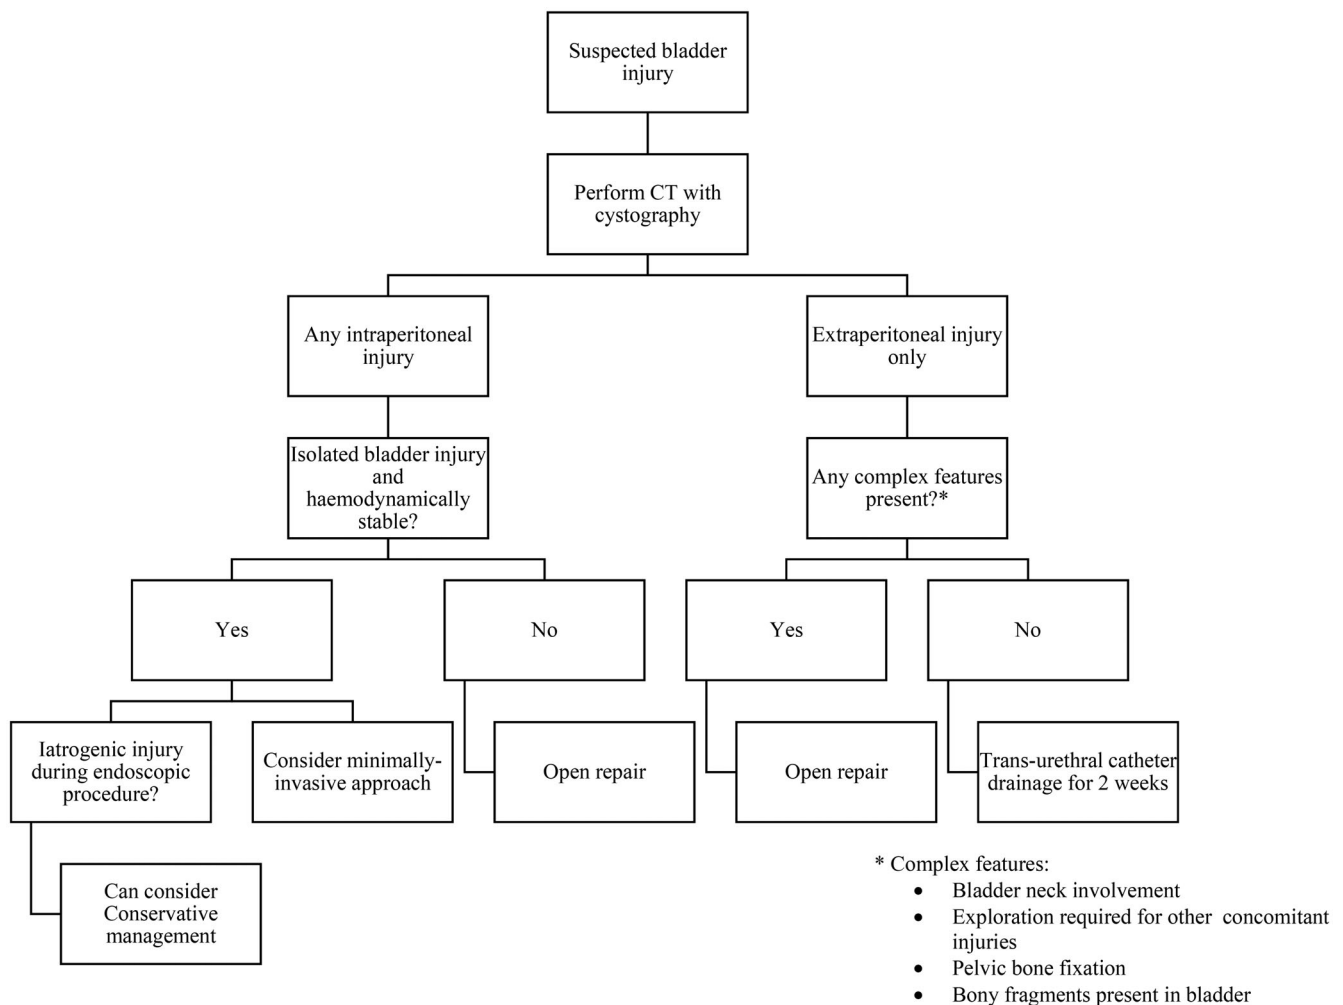 Suspected bladder
injury
Perform CT with
cystography
Any intraperitoneal
injury
Extraperitoneal injury
only
Isolated bladder injury
and
haemodynamically
stable?
Any complex features
present?*
Yes
No
Yes
No
Iatrogenic injury
during endoscopic
procedure?
Consider minimally-
invasive approach
Open repair
Open repair
Trans-urethral catheter
drainage for 2 weeks
Can consider
Conservative
management
* Complex features:
• Bladder neck involvement
• Exploration required for other concomitant
injuries
• Pelvic bone fixation
• Bony fragments present in bladder